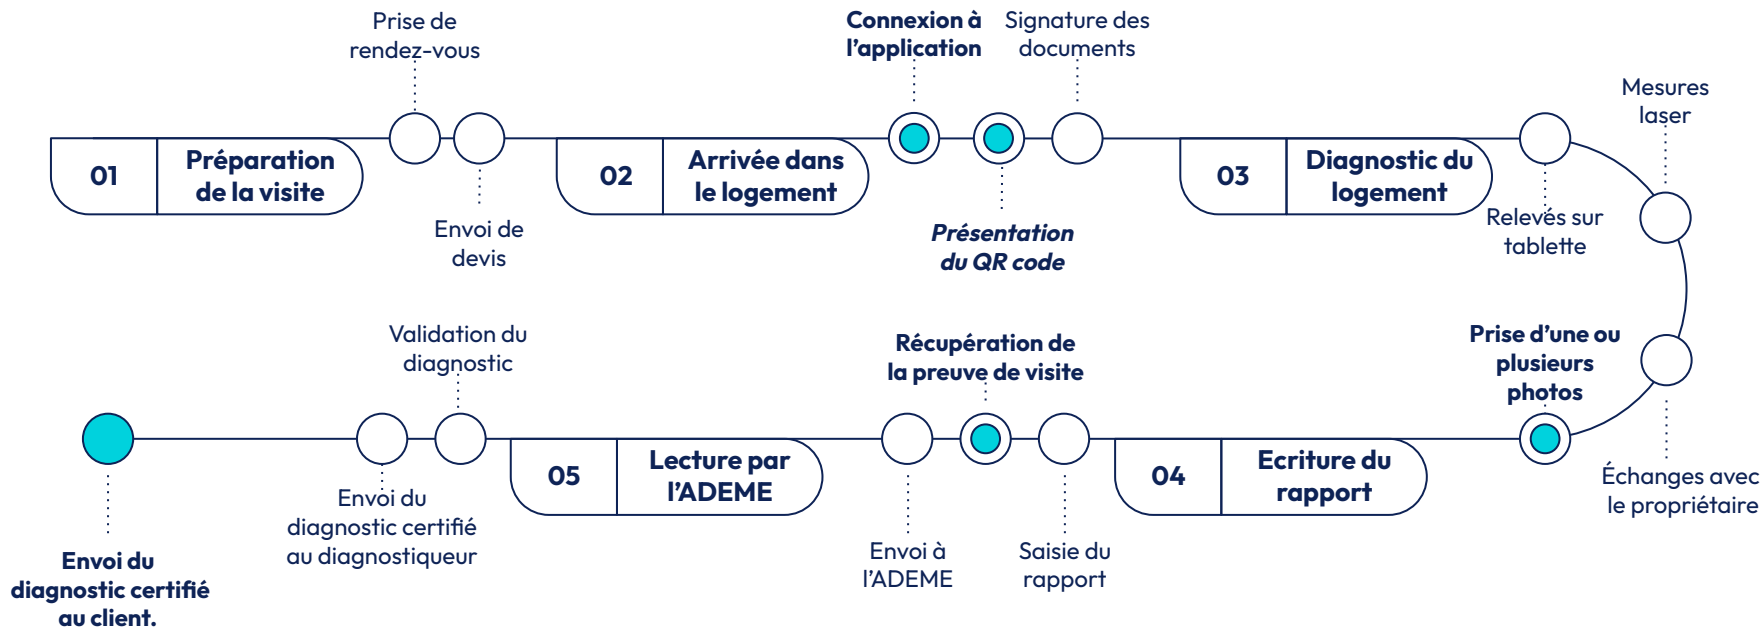 01
Préparation
de la visite
Prise de
rendez-vous
Envoi de
devis
02
Arrivée dans
le logement
Connexion à
l'application
Présentation
du QR code
Signature des
documents
03
Diagnostic du
logement
Relevés sur
tablette
Mesures
laser
Échanges avec
le propriétaire
Prise d'une ou
plusieurs
photos
04
Ecriture du
rapport
Saisie du
rapport
Récupération de
la preuve de visite
Envoi à
l'ADEME
05
Lecture par
l'ADEME
Validation du
diagnostic
Envoi du
diagnostic certifié
au diagnostiqueur
Envoi du
diagnostic certifié
au client.